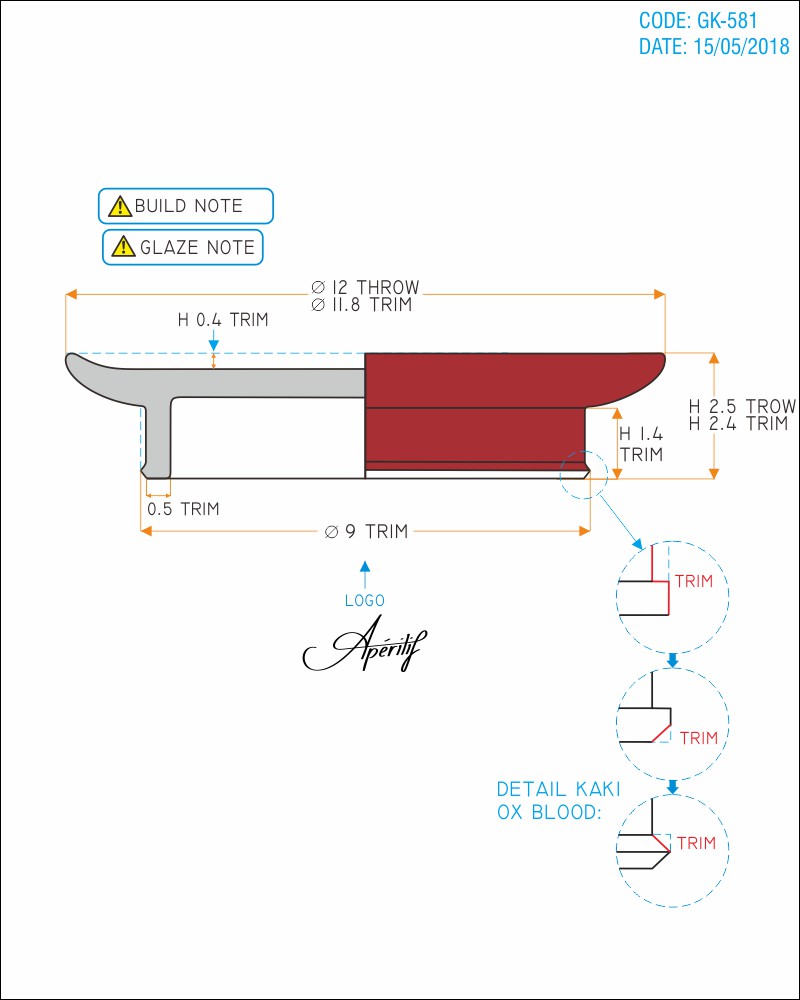 CODE: GK-581
DATE: 15/05/2018
BUILD NOTE
GLAZE NOTE
Ø 12 THROW
Ø 11.8 TRIM
H 0.4 TRIM
H 2.5 TROW
H 2.4 TRIM
H 1.4
TRIM
0.5 TRIM
Ø 9 TRIM
LOGO
Apéritif
TRIM
TRIM
DETAIL KAKI
OX BLOOD:
TRIM